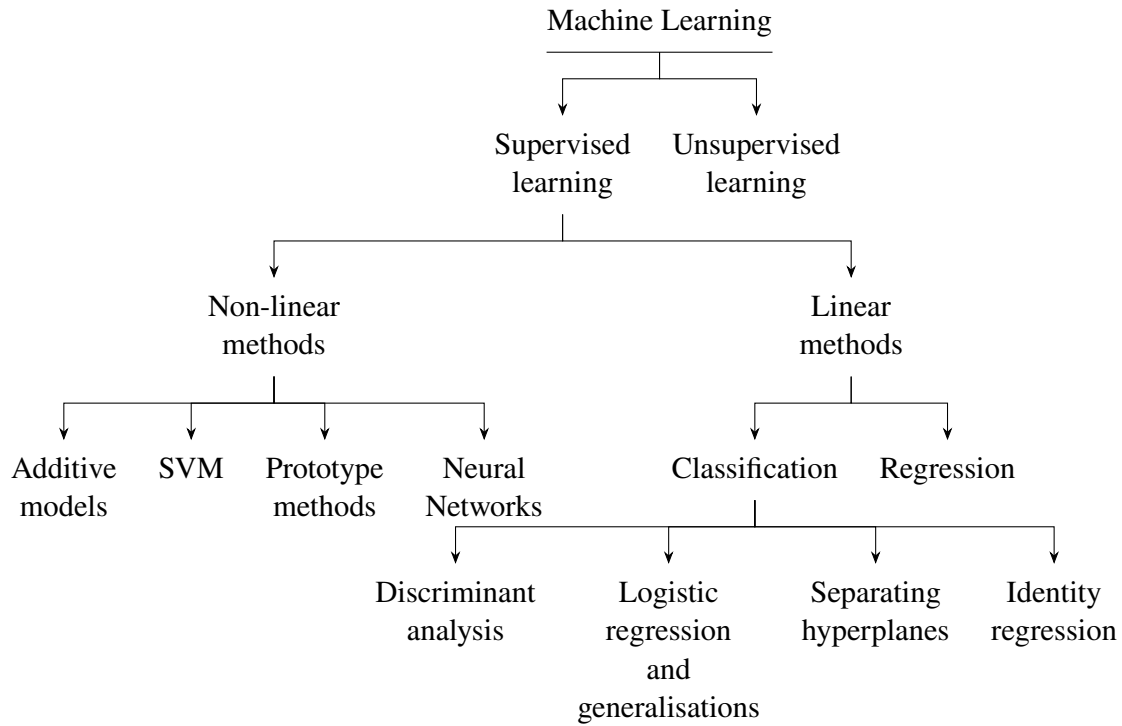 Machine Learning
Supervised
learning
Unsupervised
learning
Non-linear
methods
Linear
methods
Additive
models
SVM
Prototype
methods
Neural
Networks
Classification
Regression
Discriminant
analysis
Logistic
regression
and
generalisations
Separating
hyperplanes
Identity
regression